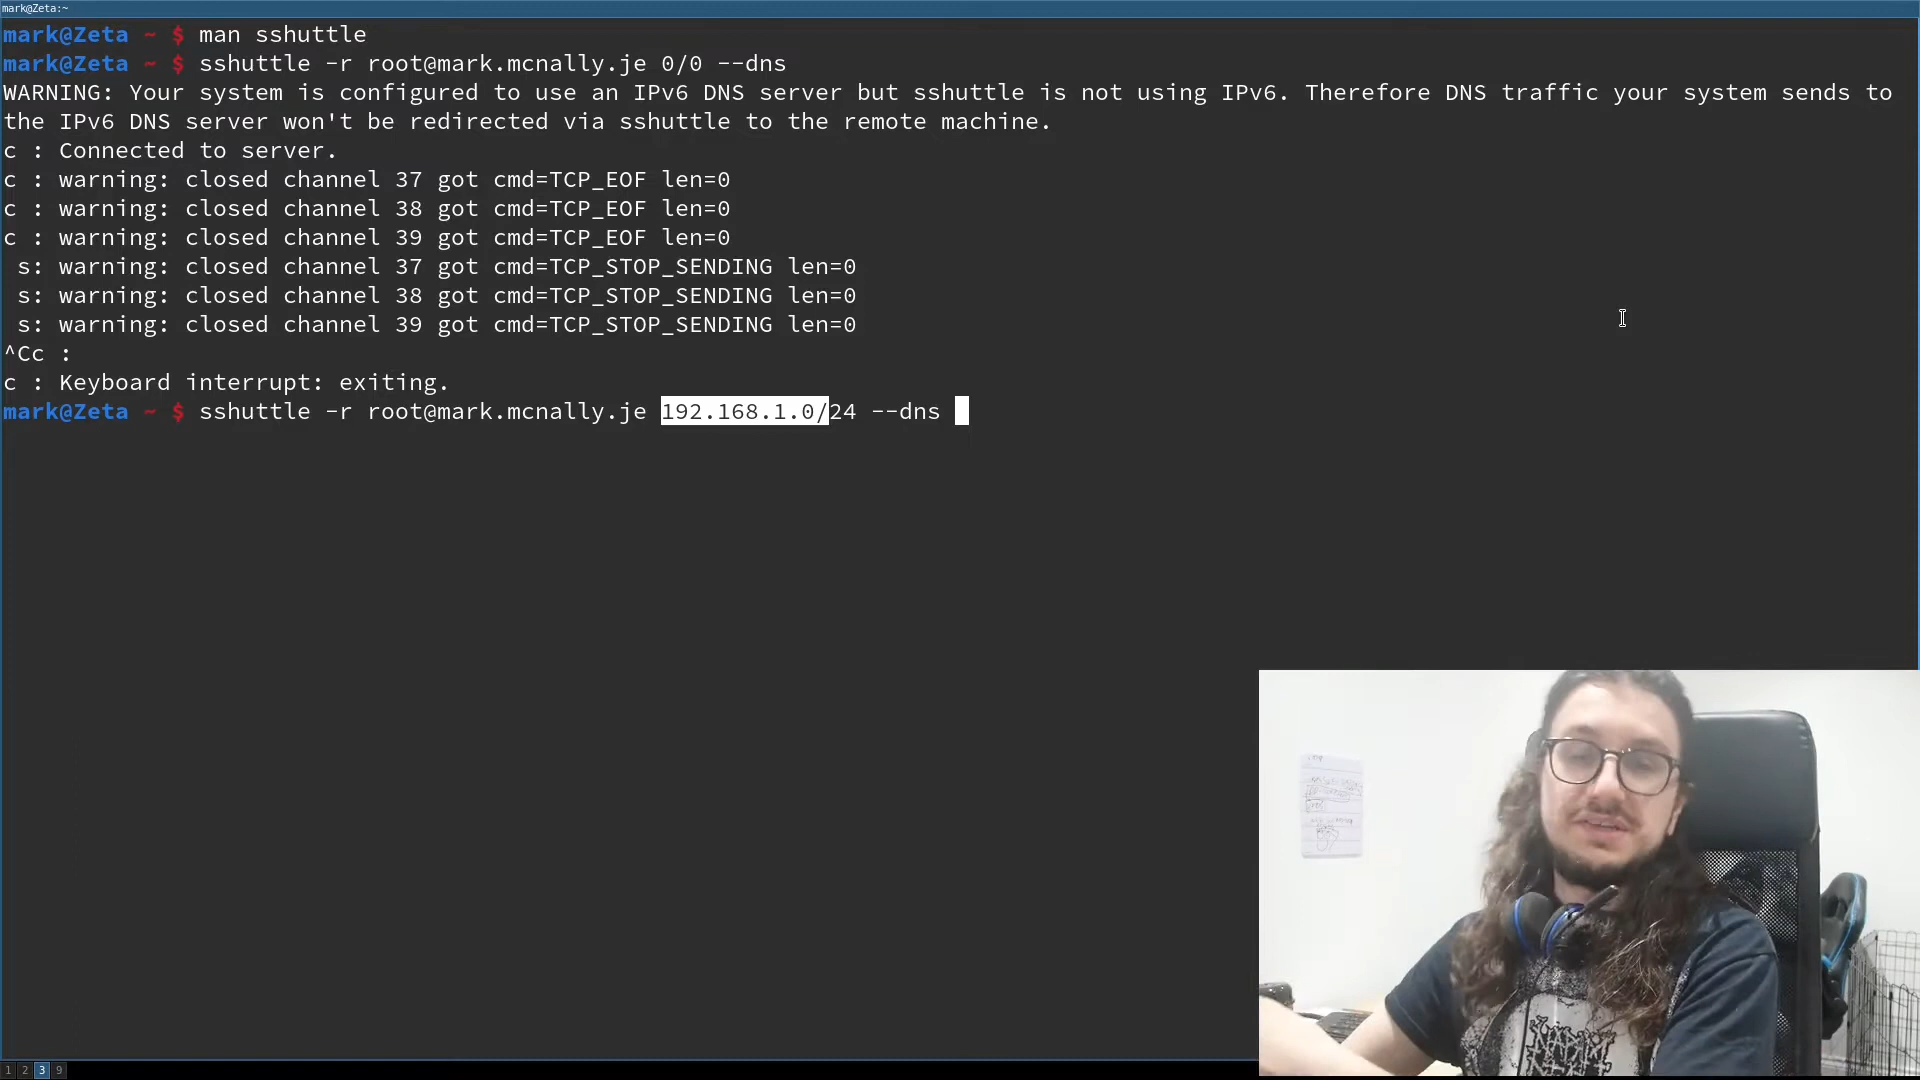 mark@Zeta:~
mark@Zeta ~ $ man sshuttle
mark@Zeta ~ $ sshuttle -r root@mark.mcnally.je 0/0 --dns
WARNING: Your system is configured to use an IPv6 DNS server but sshuttle is not using IPv6. Therefore DNS traffic your system sends to
the IPv6 DNS server won't be redirected via sshuttle to the remote machine.
c : Connected to server.
c : warning: closed channel 37 got cmd=TCP_EOF len=0
c : warning: closed channel 38 got cmd=TCP_EOF len=0
c : warning: closed channel 39 got cmd=TCP_EOF len=0
 s: warning: closed channel 37 got cmd=TCP_STOP_SENDING len=0
 s: warning: closed channel 38 got cmd=TCP_STOP_SENDING len=0
 s: warning: closed channel 39 got cmd=TCP_STOP_SENDING len=0
^Cc :
c : Keyboard interrupt: exiting.
mark@Zeta ~ $ sshuttle -r root@mark.mcnally.je 192.168.1.0/24 --dns
1 2 3 9